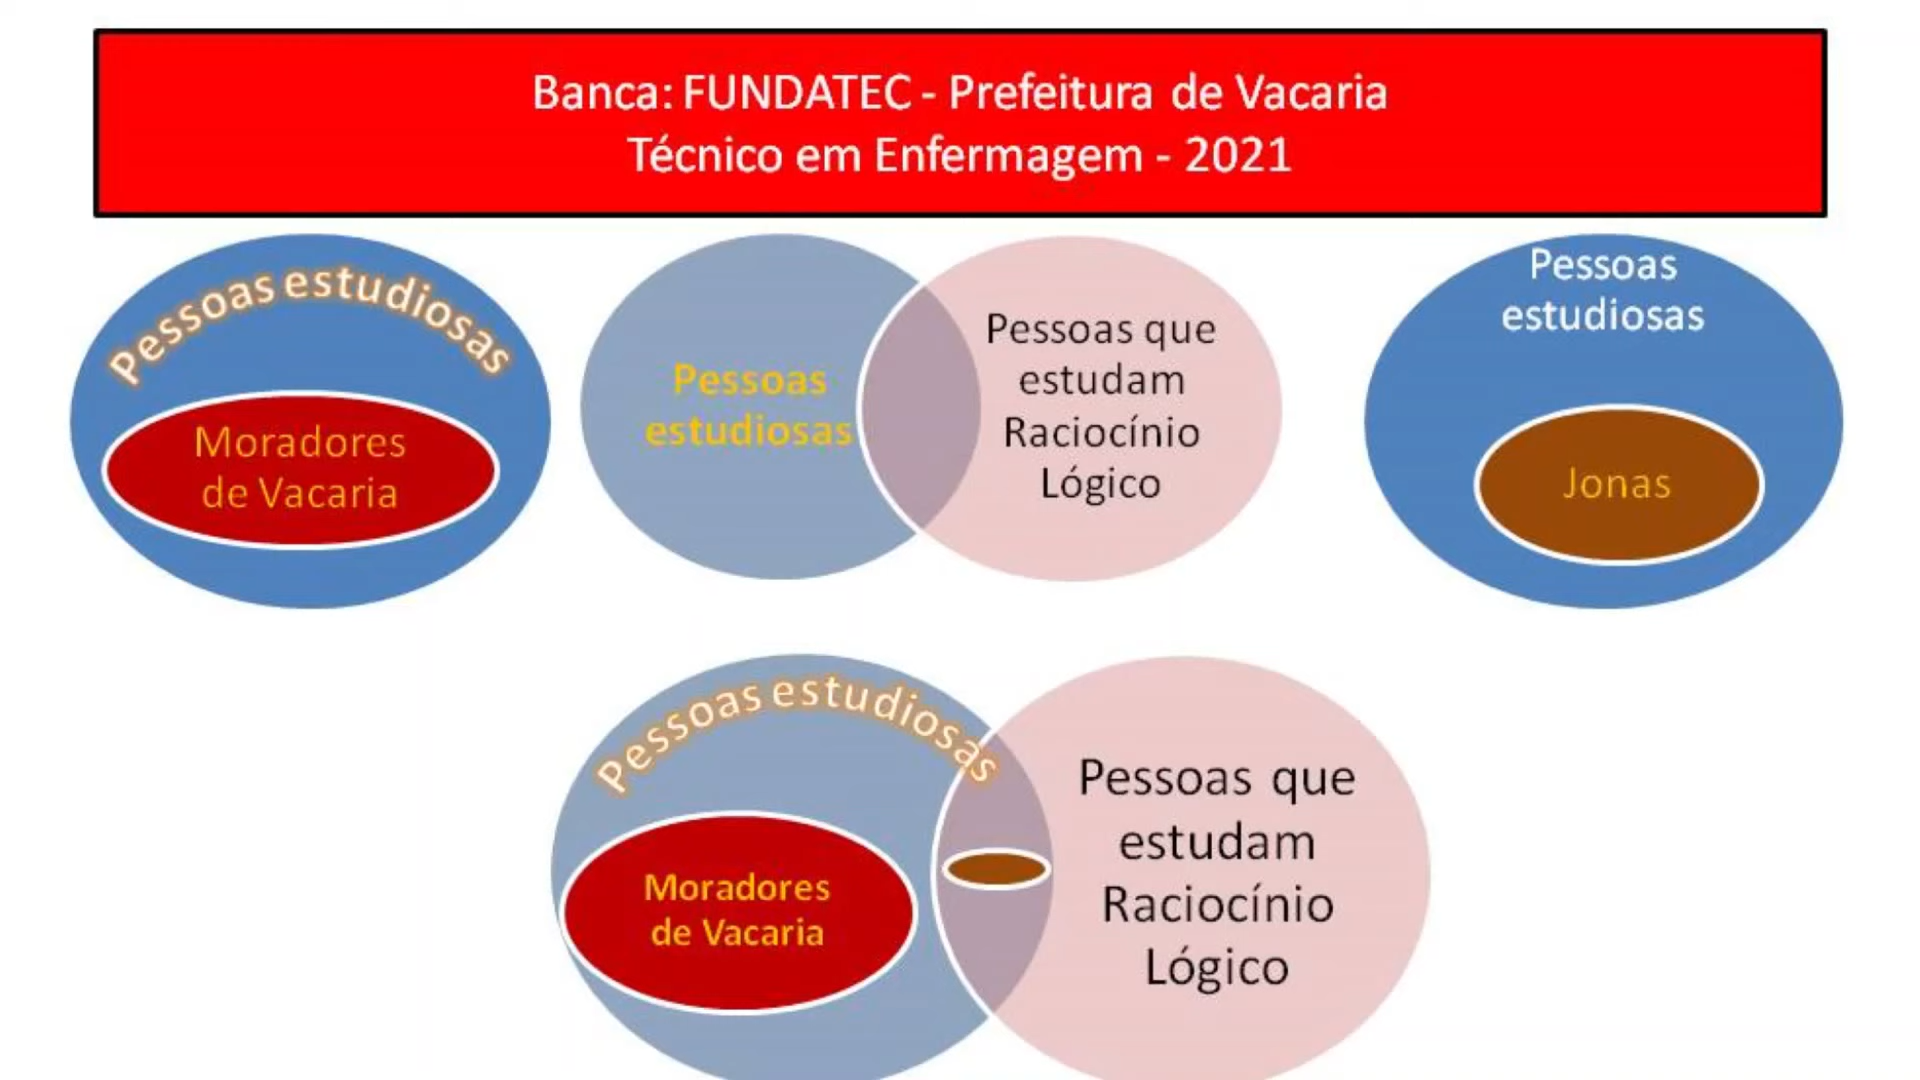 Banca: FUNDATEC - Prefeitura de Vacaria
Técnico em Enfermagem - 2021
Pessoas estudiosas
Moradores
de Vacaria
Pessoas
estudiosas
Pessoas que
estudam
Raciocínio
Lógico
Pessoas
estudiosas
Jonas
Pessoas estudiosas
Moradores
de Vacaria
Pessoas que
estudam
Raciocínio
Lógico